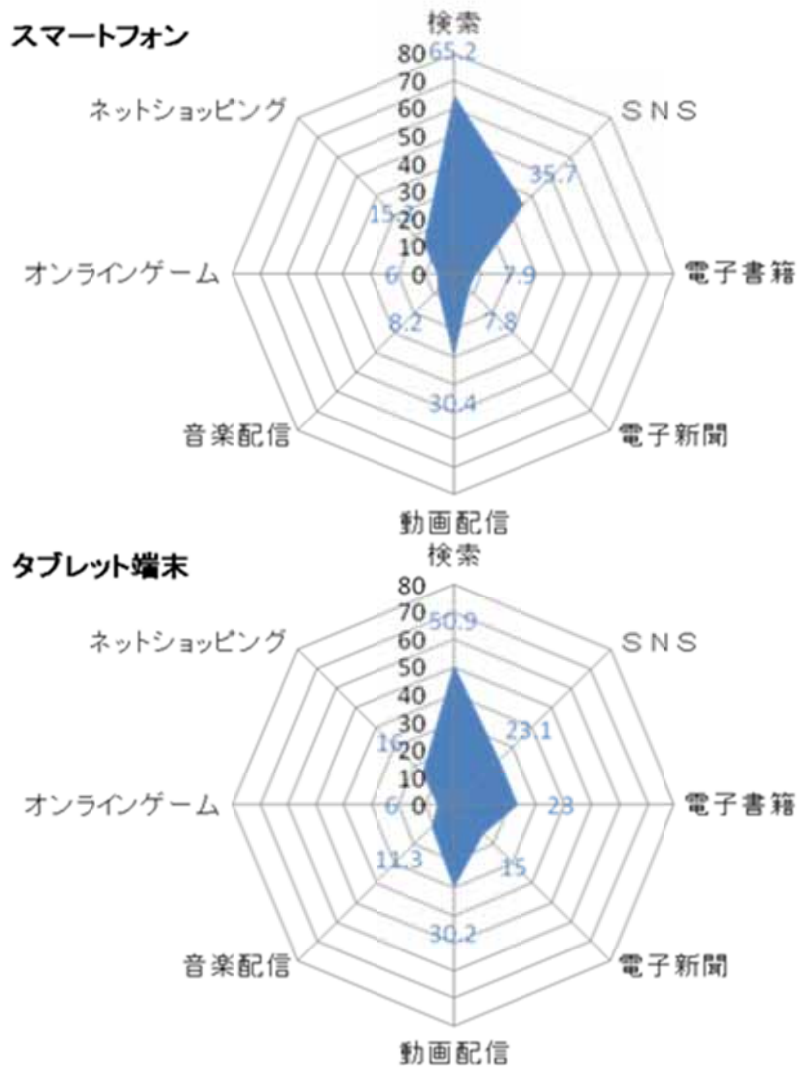 スマートフォン
検索
65.2
80
70
60
50
40
30
20
10
0
ネットショッピング
SNS
35.7
オンラインゲーム
6
7.9
電子書籍
8.2
7.8
音楽配信
30.4
電子新聞
動画配信
タブレット端末
検索
80
70
60
50
40
30
20
10
0
50.9
ネットショッピング
SNS
16
23.1
オンラインゲーム
6
23
電子書籍
11.3
15
音楽配信
30.2
電子新聞
動画配信